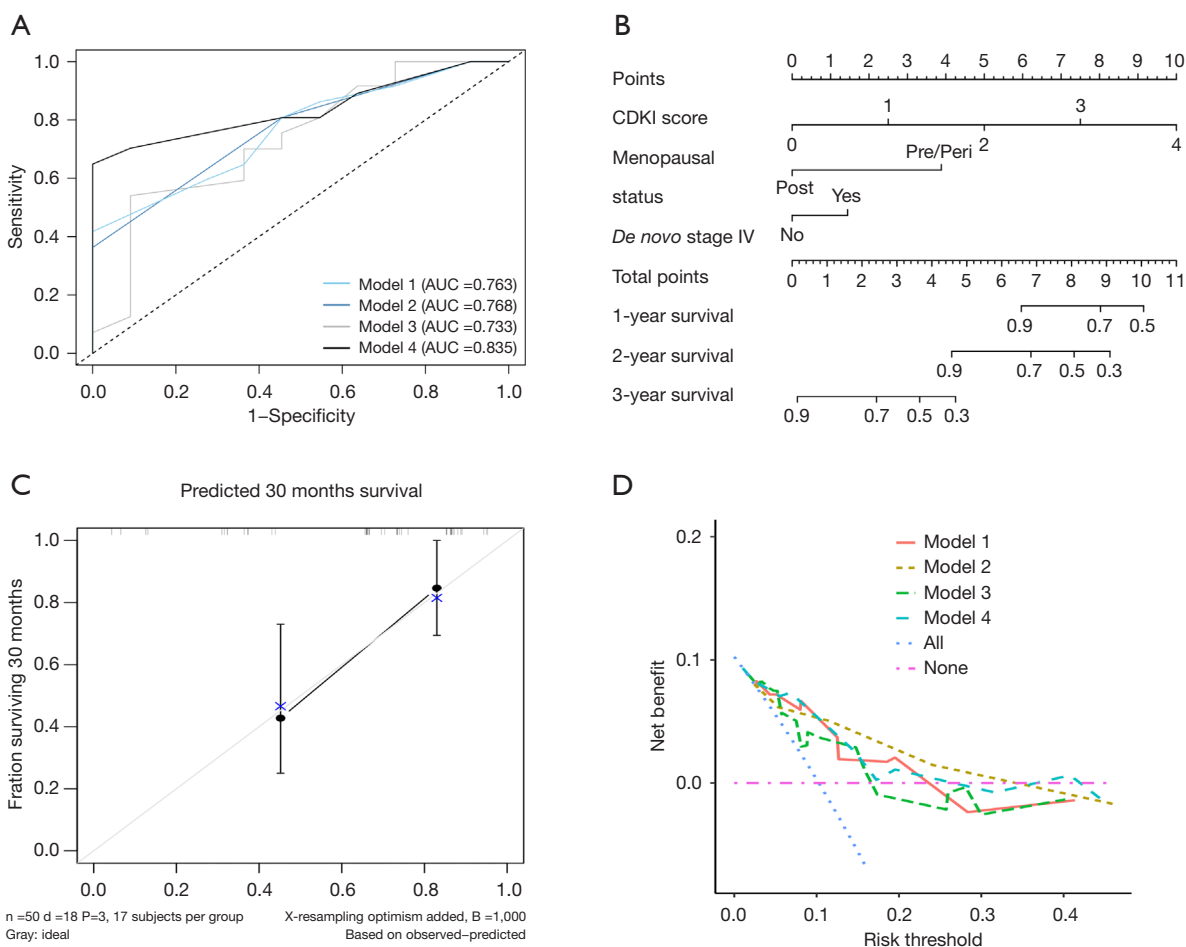 A
1.0
0.8
0.6
0.4
0.2
0.0
Sensitivity
Model 1 (AUC =0.763)
Model 2 (AUC =0.768)
Model 3 (AUC =0.733)
Model 4 (AUC =0.835)
0.0 0.2 0.4 0.6 0.8 1.0
1−Specificity
B
0 1 2 3 4 5 6 7 8 9 10
Points
1 3
CDKI score
0 2 4
Menopausal
Pre/Peri
status
Post
Yes
De novo stage IV
No
Total points
0 1 2 3 4 5 6 7 8 9 10 11
1-year survival
0.9 0.7 0.5
2-year survival
0.9 0.7 0.5 0.3
3-year survival
0.9 0.7 0.5 0.3
C
Predicted 30 months survival
1.0
0.8
0.6
0.4
0.2
0.0
Fration surviving 30 months
0.0 0.2 0.4 0.6 0.8 1.0
n =50 d =18 P=3, 17 subjects per group
Gray: ideal
X-resampling optimism added, B =1,000
Based on observed−predicted
D
0.2
0.1
0.0
Net benefit
Model 1
Model 2
Model 3
Model 4
All
None
0.0 0.1 0.2 0.3 0.4
Risk threshold